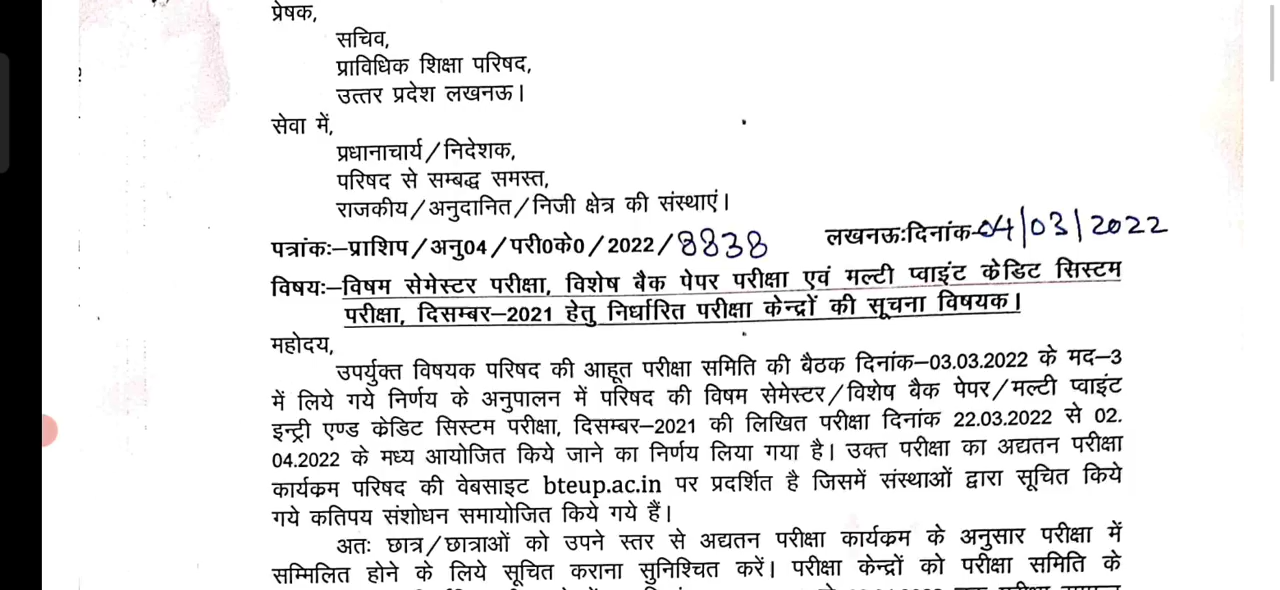 प्रेषक,
सचिव,
प्राविधिक शिक्षा परिषद,
उत्तर प्रदेश लखनऊ।
सेवा में,
प्रधानाचार्य/निदेशक,
परिषद से सम्बद्ध समस्त,
राजकीय/अनुदानित/निजी क्षेत्र की संस्थाएं।
पत्रांकः–प्राशिप/अनु04/परी0के0/2022/8838 लखनऊःदिनांक-04/03/2022
विषयः–विषम सेमेस्टर परीक्षा, विशेष बैक पेपर परीक्षा एवं मल्टी प्वाइंट केडिट सिस्टम
परीक्षा, दिसम्बर–2021 हेतु निर्धारित परीक्षा केन्द्रों की सूचना विषयक।
महोदय,
उपर्युक्त विषयक परिषद की आहूत परीक्षा समिति की बैठक दिनांक–03.03.2022 के मद–3
में लिये गये निर्णय के अनुपालन में परिषद की विषम सेमेस्टर/विशेष बैक पेपर/मल्टी प्वाइंट
इन्ट्री एण्ड केडिट सिस्टम परीक्षा, दिसम्बर–2021 की लिखित परीक्षा दिनांक 22.03.2022 से 02.
04.2022 के मध्य आयोजित किये जाने का निर्णय लिया गया है। उक्त परीक्षा का अद्यतन परीक्षा
कार्यकम परिषद की वेबसाइट bteup.ac.in पर प्रदर्शित है जिसमें संस्थाओं द्वारा सूचित किये
गये कतिपय संशोधन समायोजित किये गये हैं।
अतः छात्र/छात्राओं को उपने स्तर से अद्यतन परीक्षा कार्यकम के अनुसार परीक्षा में
सम्मिलित होने के लिये सूचित कराना सुनिश्चित करें। परीक्षा केन्द्रों को परीक्षा समिति के